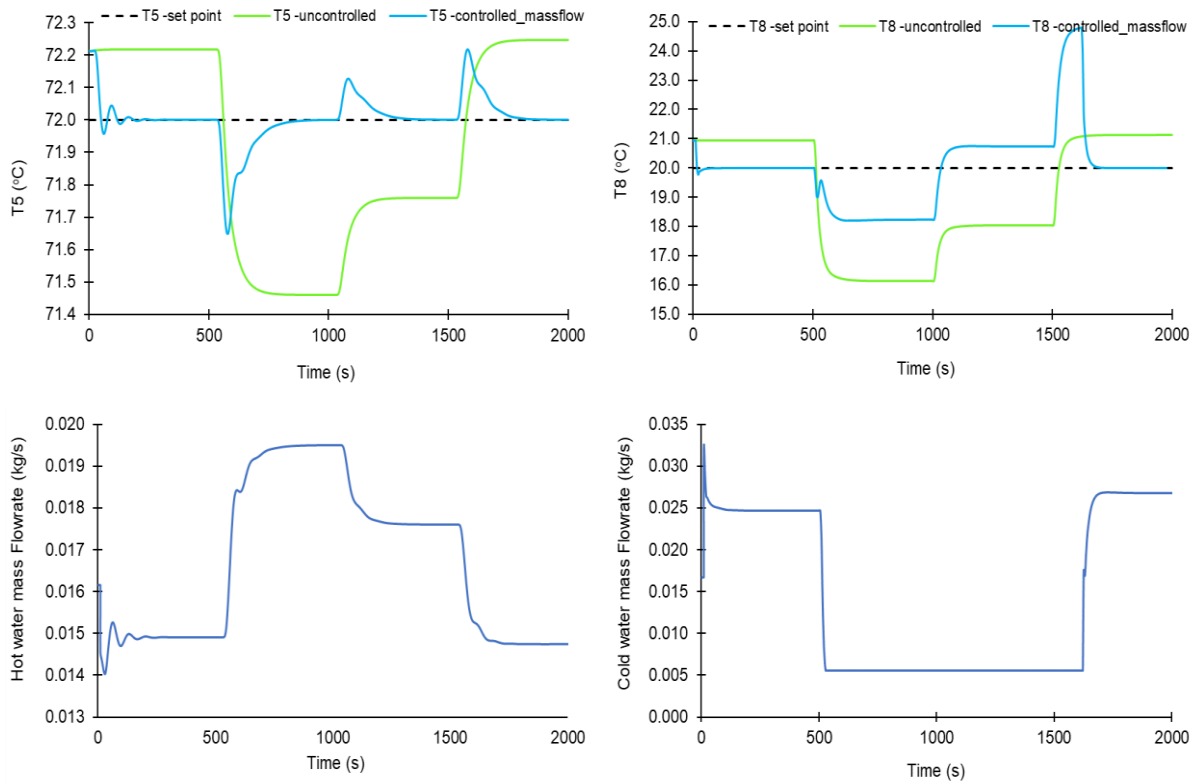 T5 -set point T5 -uncontrolled T5 -controlled_massflow
72.3
72.2
72.1
72.0
71.9
71.8
71.7
71.6
71.5
71.4
T5 (°C)
0 500 1000 1500 2000
Time (s)
T8 -set point T8 -uncontrolled T8 -controlled_massflow
25.0
24.0
23.0
22.0
21.0
20.0
19.0
18.0
17.0
16.0
15.0
T8 (°C)
0 500 1000 1500 2000
Time (s)
0.020
0.019
0.018
0.017
0.016
0.015
0.014
0.013
Hot water mass Flowrate (kg/s)
0 500 1000 1500 2000
Time (s)
0.035
0.030
0.025
0.020
0.015
0.010
0.005
0.000
Cold water mass Flowrate (kg/s)
0 500 1000 1500 2000
Time (s)